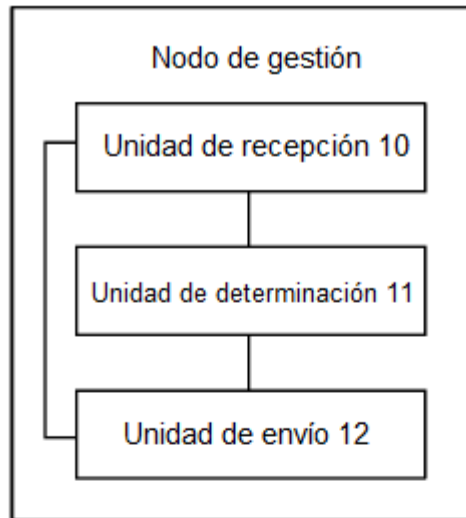 Nodo de gestión
Unidad de recepción 10
Unidad de determinación 11
Unidad de envío 12